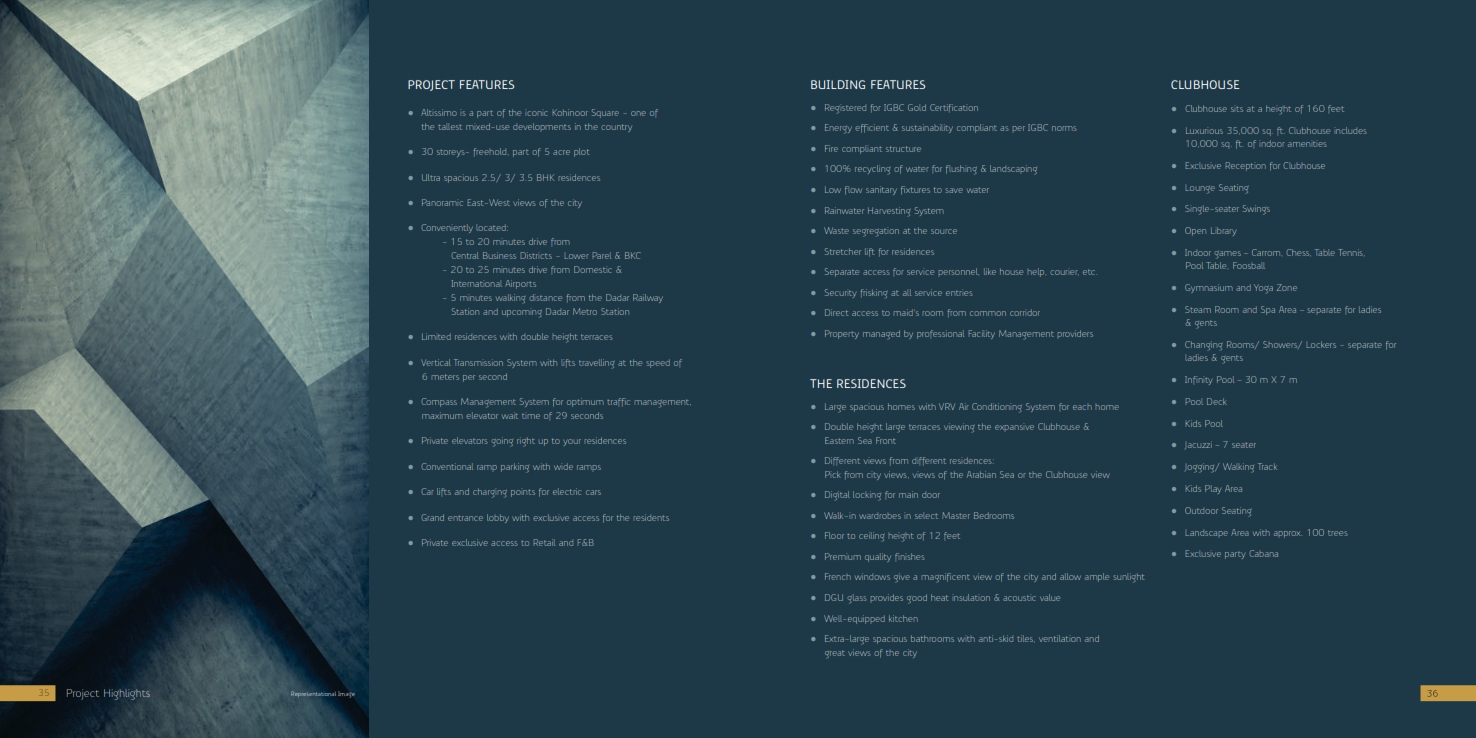 PROJECT FEATURES
● Altissimo is a part of the iconic Kohinoor Square – one of
the tallest mixed-use developments in the country
● 30 storeys– freehold, part of 5 acre plot
● Ultra spacious 2.5/ 3/ 3.5 BHK residences
● Panoramic East-West views of the city
● Conveniently located:
– 15 to 20 minutes drive from
Central Business Districts – Lower Parel & BKC
– 20 to 25 minutes drive from Domestic &
International Airports
– 5 minutes walking distance from the Dadar Railway
Station and upcoming Dadar Metro Station
● Limited residences with double height terraces
● Vertical Transmission System with lifts travelling at the speed of
6 meters per second
● Compass Management System for optimum traffic management,
maximum elevator wait time of 29 seconds
● Private elevators going right up to your residences
● Conventional ramp parking with wide ramps
● Car lifts and charging points for electric cars
● Grand entrance lobby with exclusive access for the residents
● Private exclusive access to Retail and F&B
BUILDING FEATURES
● Registered for IGBC Gold Certification
● Energy efficient & sustainability compliant as per IGBC norms
● Fire compliant structure
● 100% recycling of water for flushing & landscaping
● Low flow sanitary fixtures to save water
● Rainwater Harvesting System
● Waste segregation at the source
● Stretcher lift for residences
● Separate access for service personnel, like house help, courier, etc.
● Security frisking at all service entries
● Direct access to maid's room from common corridor
● Property managed by professional Facility Management providers
THE RESIDENCES
● Large spacious homes with VRV Air Conditioning System for each home
● Double height large terraces viewing the expansive Clubhouse &
Eastern Sea Front
● Different views from different residences:
Pick from city views, views of the Arabian Sea or the Clubhouse view
● Digital locking for main door
● Walk-in wardrobes in select Master Bedrooms
● Floor to ceiling height of 12 feet
● Premium quality finishes
● French windows give a magnificent view of the city and allow ample sunlight
● DGU glass provides good heat insulation & acoustic value
● Well-equipped kitchen
● Extra-large spacious bathrooms with anti-skid tiles, ventilation and
great views of the city
CLUBHOUSE
● Clubhouse sits at a height of 160 feet
● Luxurious 35,000 sq. ft. Clubhouse includes
10,000 sq. ft. of indoor amenities
● Exclusive Reception for Clubhouse
● Lounge Seating
● Single-seater Swings
● Open Library
● Indoor games – Carrom, Chess, Table Tennis,
Pool Table, Foosball
● Gymnasium and Yoga Zone
● Steam Room and Spa Area – separate for ladies
& gents
● Changing Rooms/ Showers/ Lockers – separate for
ladies & gents
● Infinity Pool – 30 m X 7 m
● Pool Deck
● Kids Pool
● Jacuzzi – 7 seater
● Jogging/ Walking Track
● Kids Play Area
● Outdoor Seating
● Landscape Area with approx. 100 trees
● Exclusive party Cabana
35
Project Highlights
Representational Image
36